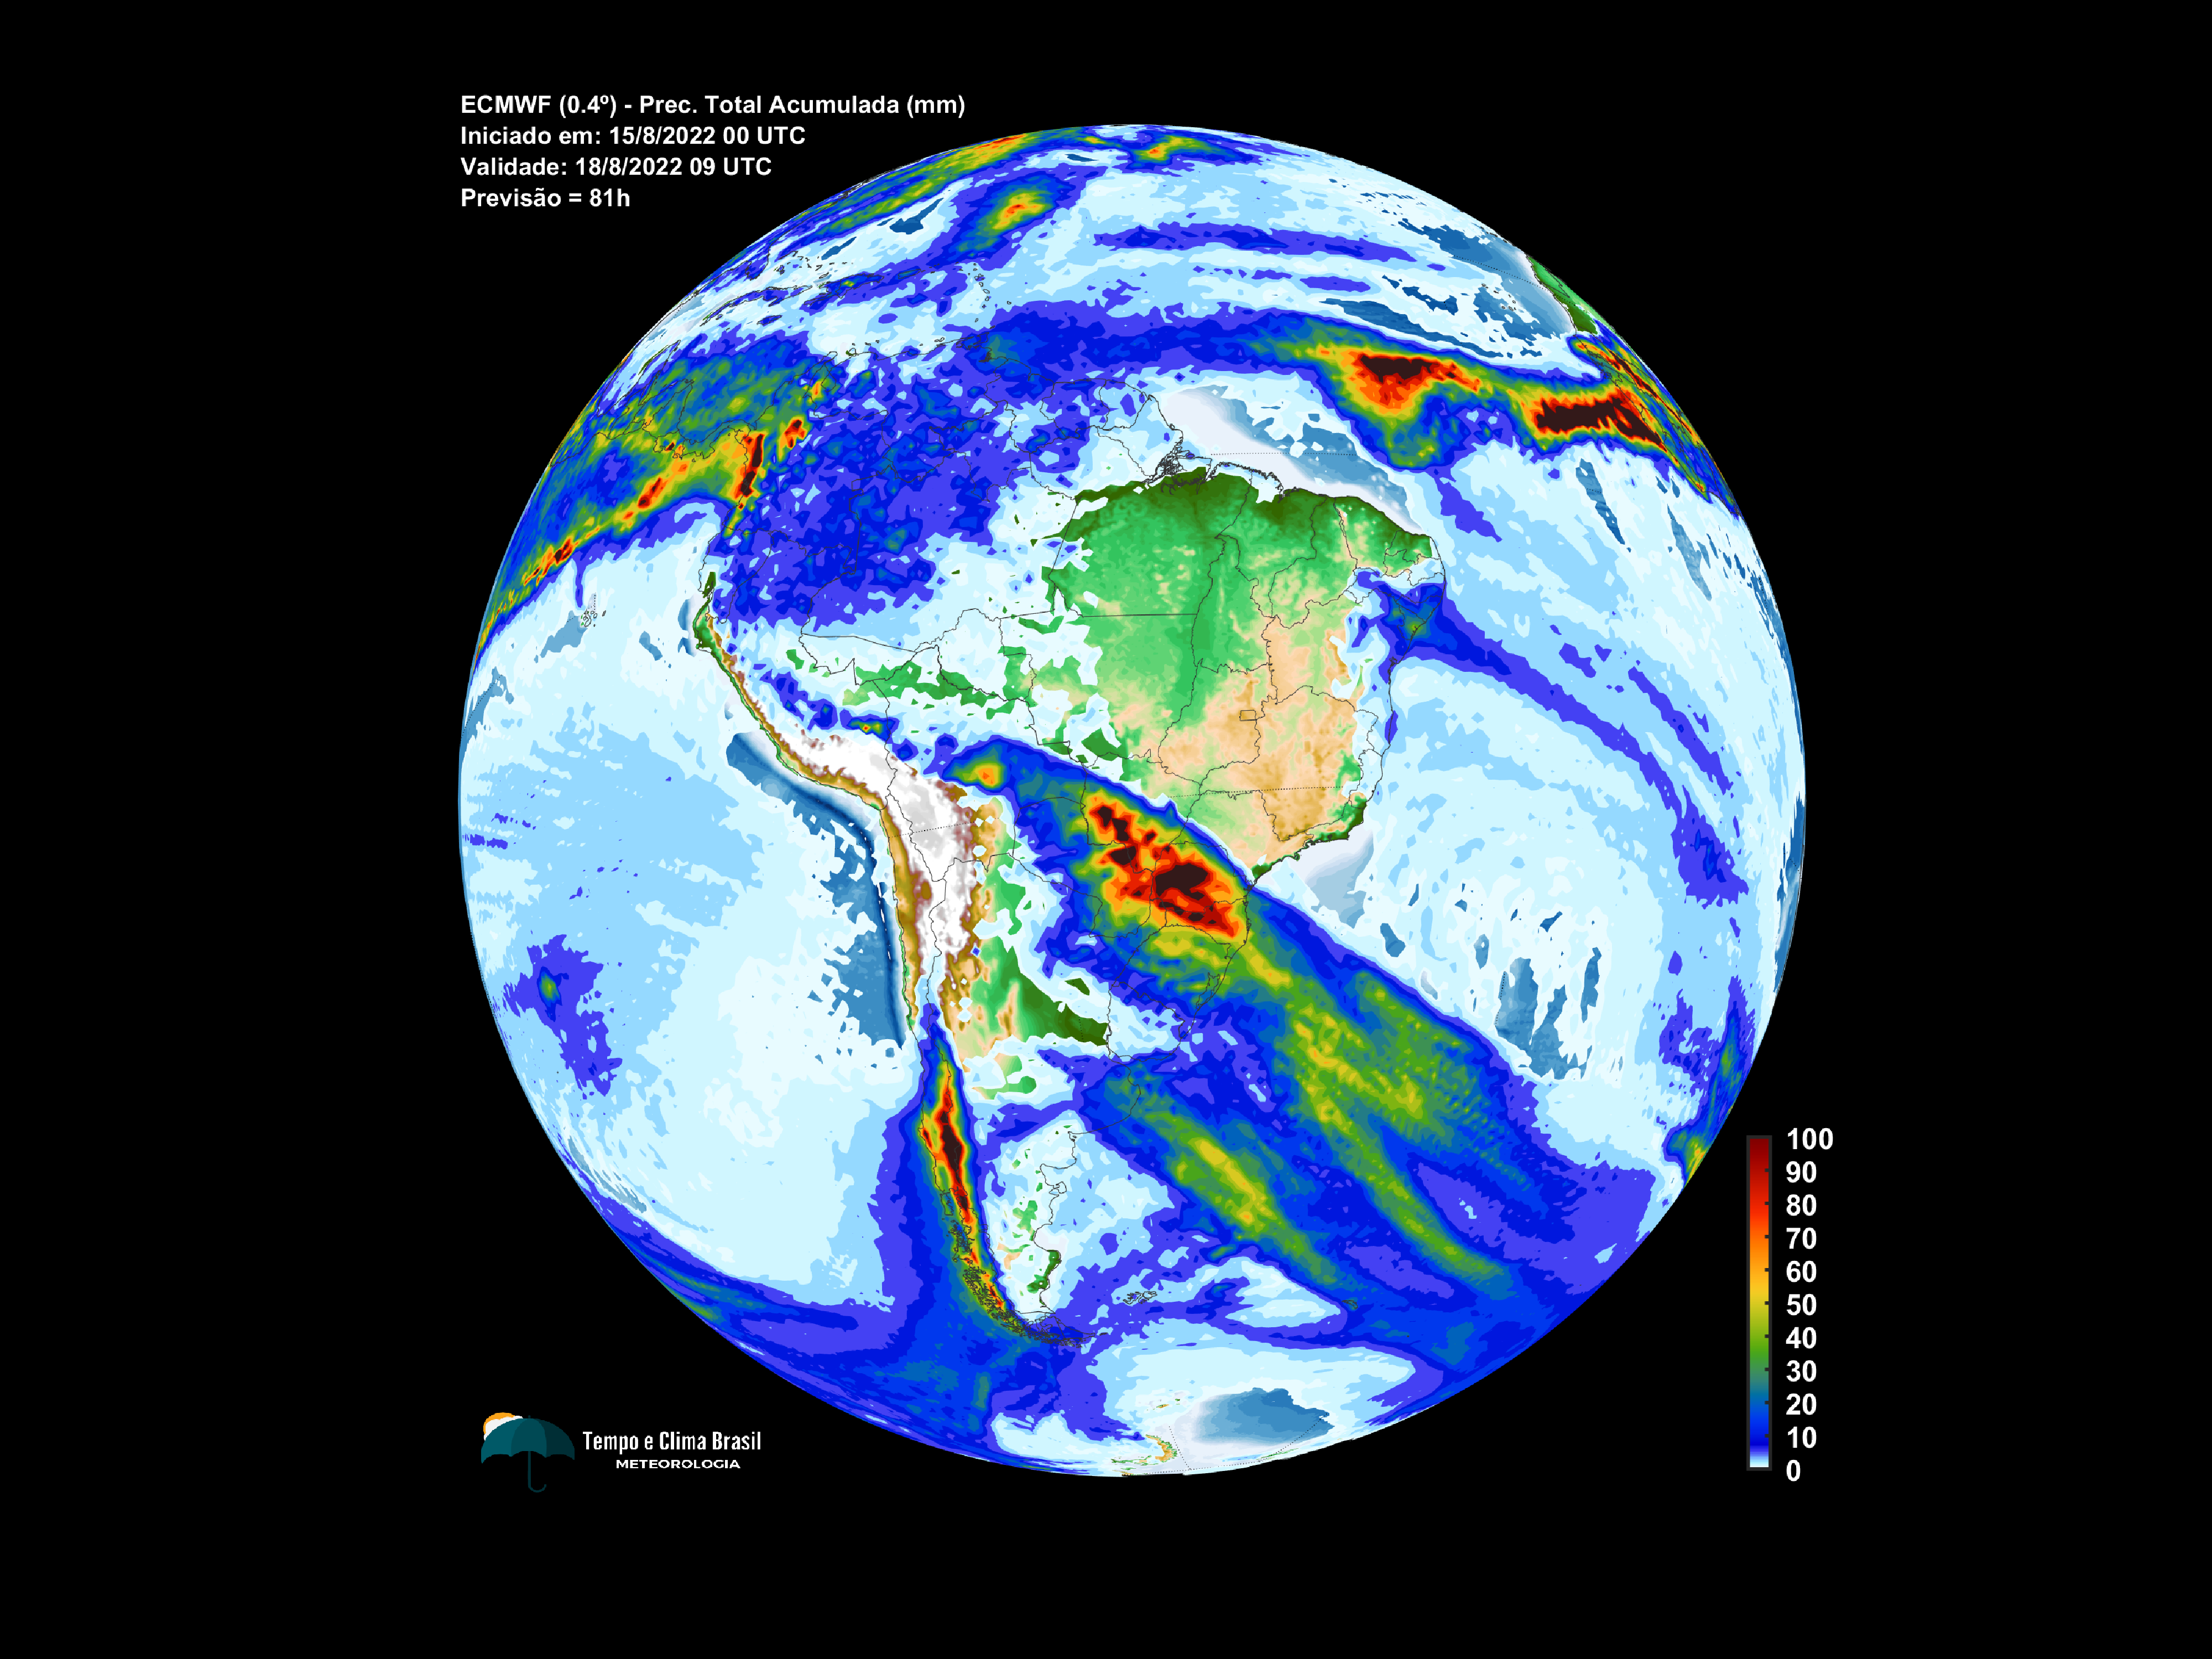 ECMWF (0.4º) - Prec. Total Acumulada (mm)
Iniciado em: 15/8/2022 00 UTC
Validade: 18/8/2022 09 UTC
Previsão = 81h
100
90
80
70
60
50
40
30
20
10
0
Tempo e Clima Brasil
METEOROLOGIA